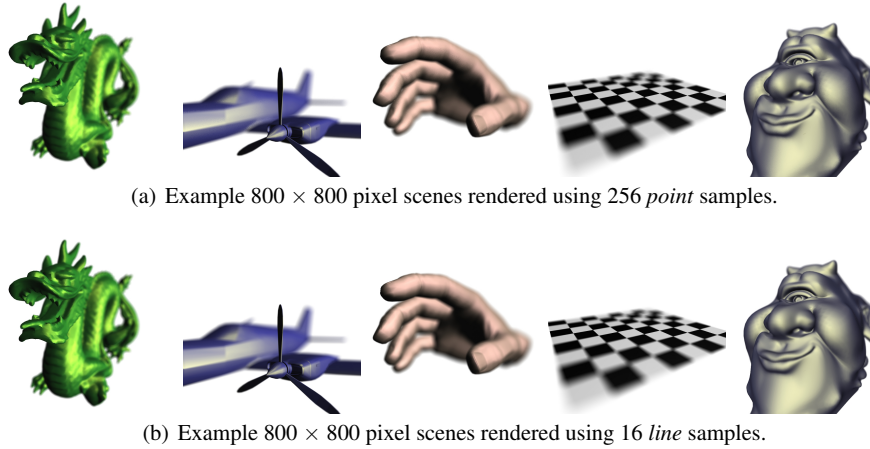 (a) Example 800 × 800 pixel scenes rendered using 256 point samples.
(b) Example 800 × 800 pixel scenes rendered using 16 line samples.